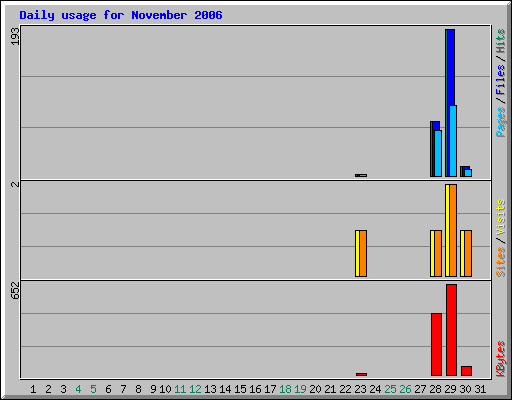 Daily usage for November 2006
193
2
652
Pages / Files / Hits
Sites / Visits
KBytes
1 2 3 4 5 6 7 8 9 10 11 12 13 14 15 16 17 18 19 20 21 22 23 24 25 26 27 28 29 30 31